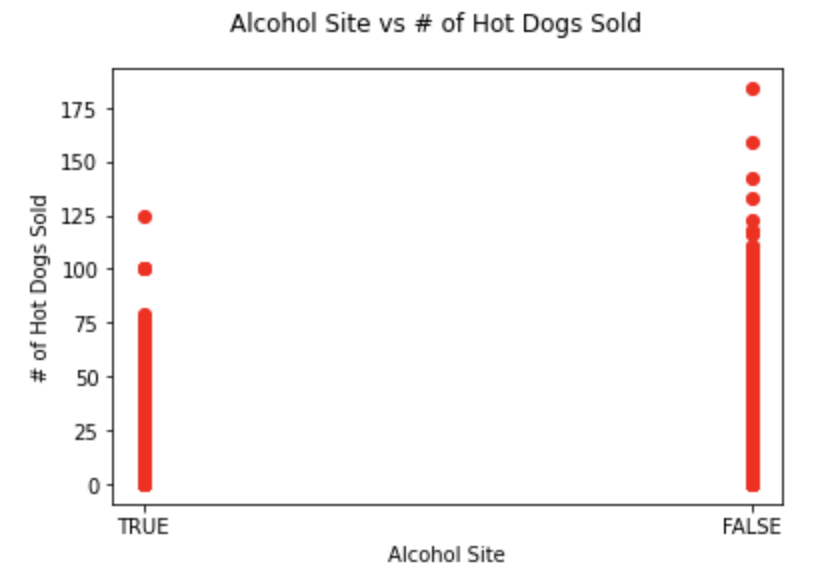 Alcohol Site vs # of Hot Dogs Sold
# of Hot Dogs Sold
175
150
125
100
75
50
25
0
TRUE FALSE
Alcohol Site